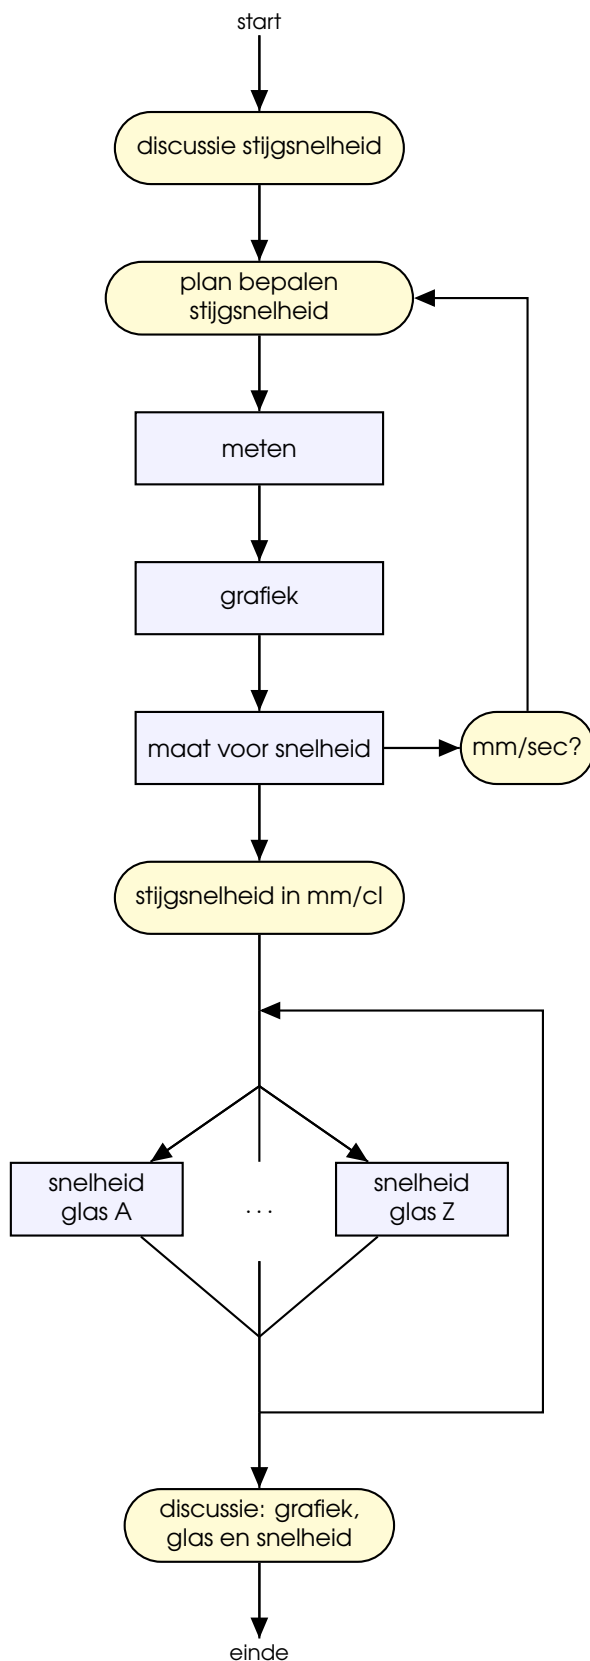 start
discussie stijgsnelheid
plan bepalen
stijgsnelheid
meten
grafiek
maat voor snelheid
mm/sec?
stijgsnelheid in mm/cl
snelheid
glas A
...
snelheid
glas Z
discussie: grafiek,
glas en snelheid
einde